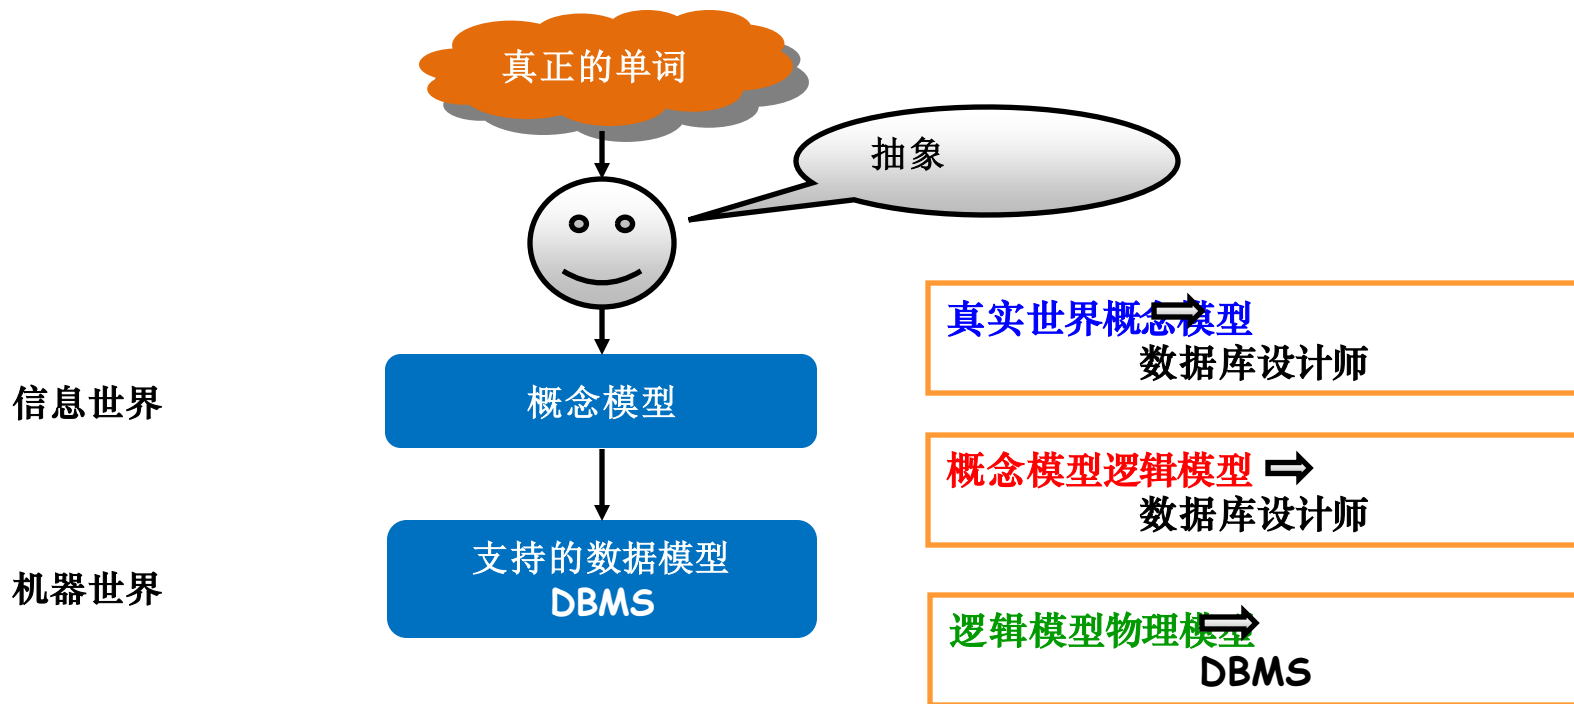 真正的单词
抽象
真实世界概念模型
数据库设计师
信息世界
概念模型
概念模型逻辑模型
数据库设计师
机器世界
支持的数据模型
DBMS
逻辑模型物理模型
DBMS